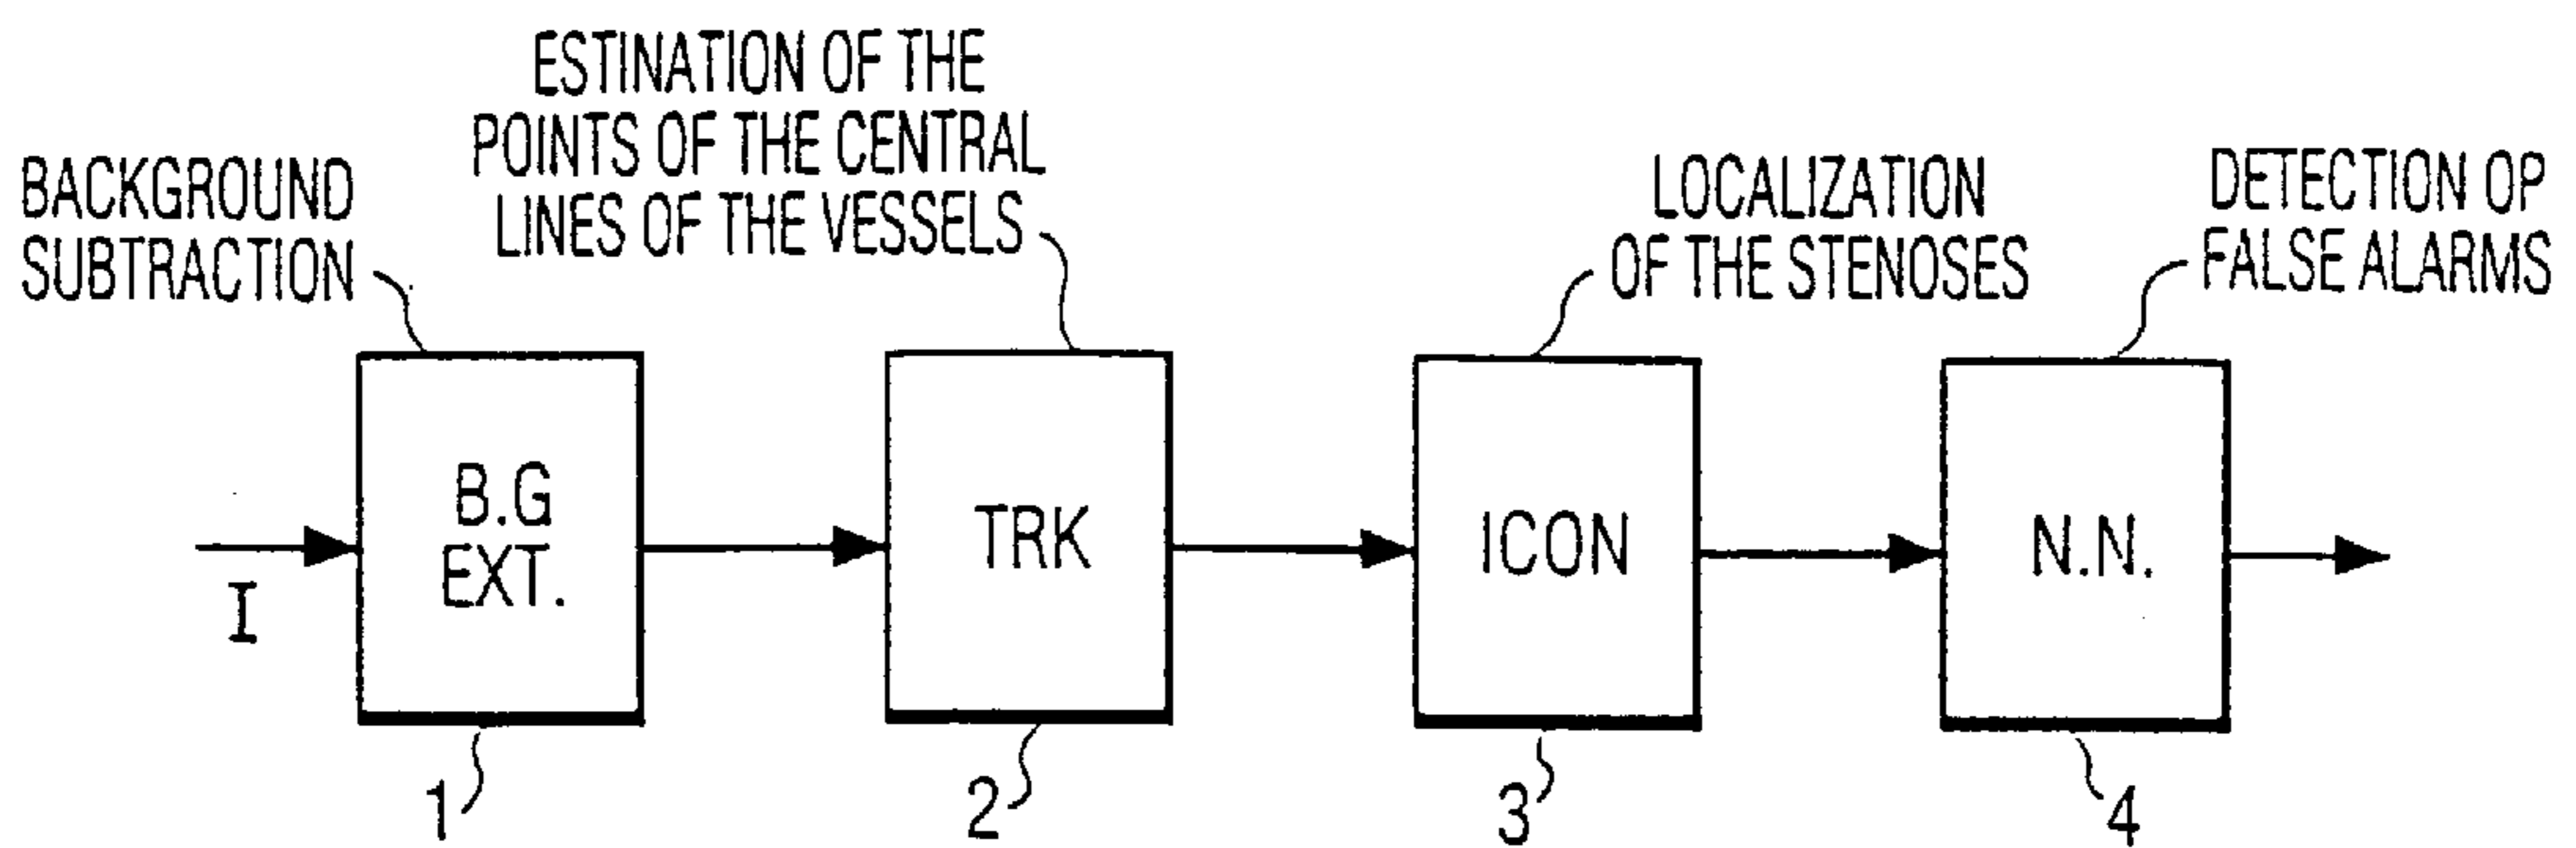 BACKGROUND
SUBTRACTION
ESTINATION OF THE
POINTS OF THE CENTRAL
LINES OF THE VESSELS
LOCALIZATION
OF THE STENOSES
DETECTION OP
FALSE ALARMS
I
B.G
EXT.
TRK
ICON
N.N.
1
2
3
4